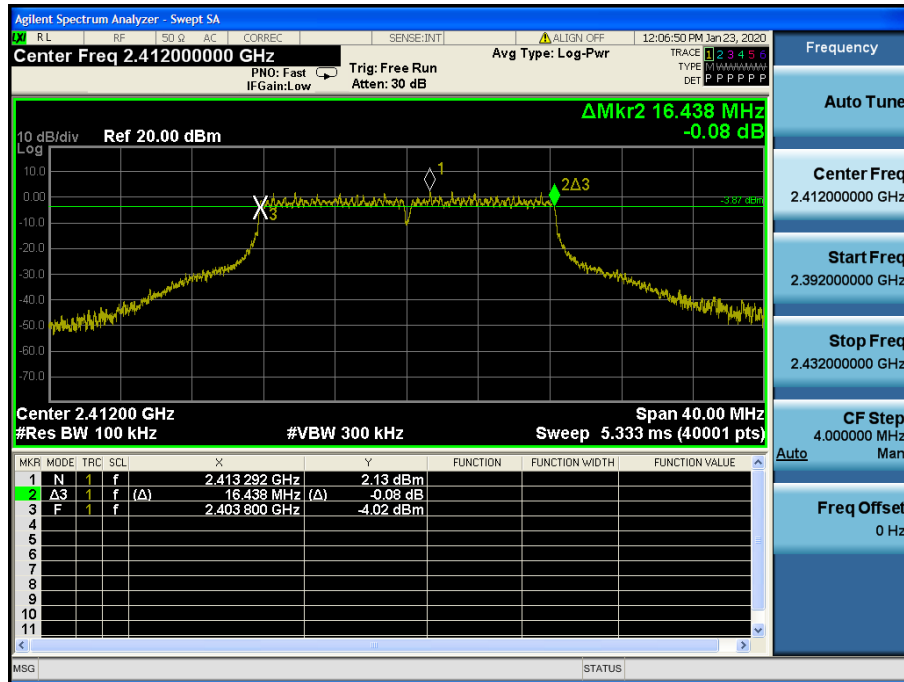 Agilent Spectrum Analyzer - Swept SA
LXI RL RF 50 Ω AC CORREC SENSE:INT ALIGN OFF 12:06:50 PM Jan 23, 2020
Center Freq 2.412000000 GHz
PNO: Fast
IFGain:Low
Trig: Free Run
Atten: 30 dB
Avg Type: Log-Pwr
TRACE 1 2 3 4 5 6
TYPE MWWWWW
DET P P P P P P
ΔMkr2 16.438 MHz
-0.08 dB
10 dB/div Ref 20.00 dBm
Log
10.0
0.00
-10.0
-20.0
-30.0
-40.0
-50.0
-60.0
-70.0
1
2Δ3
3
-3.87 dBm
Center 2.41200 GHz Span 40.00 MHz
#Res BW 100 kHz #VBW 300 kHz Sweep 5.333 ms (40001 pts)
MKR MODE TRC SCL X Y FUNCTION FUNCTION WIDTH FUNCTION VALUE
1 N 1 f 2.413 292 GHz 2.13 dBm
2 Δ3 1 f (Δ) 16.438 MHz (Δ) -0.08 dB
3 F 1 f 2.403 800 GHz -4.02 dBm
4
5
6
7
8
9
10
11
MSG STATUS
Frequency
Auto Tune
Center Freq
2.412000000 GHz
Start Freq
2.392000000 GHz
Stop Freq
2.432000000 GHz
CF Step
4.000000 MHz
Auto Man
Freq Offset
0 Hz